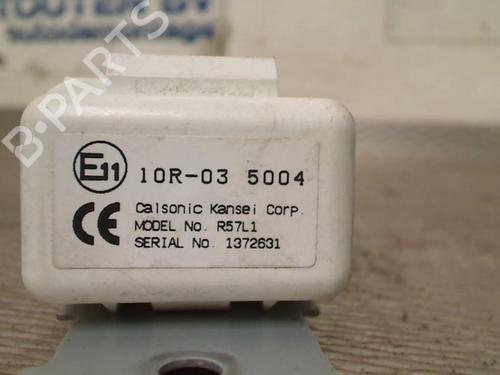 B-PARTS
E11 10R-03 5004
CE Calsonic Kansei Corp.
MODEL No. R57L1
SERIAL No. 1372631